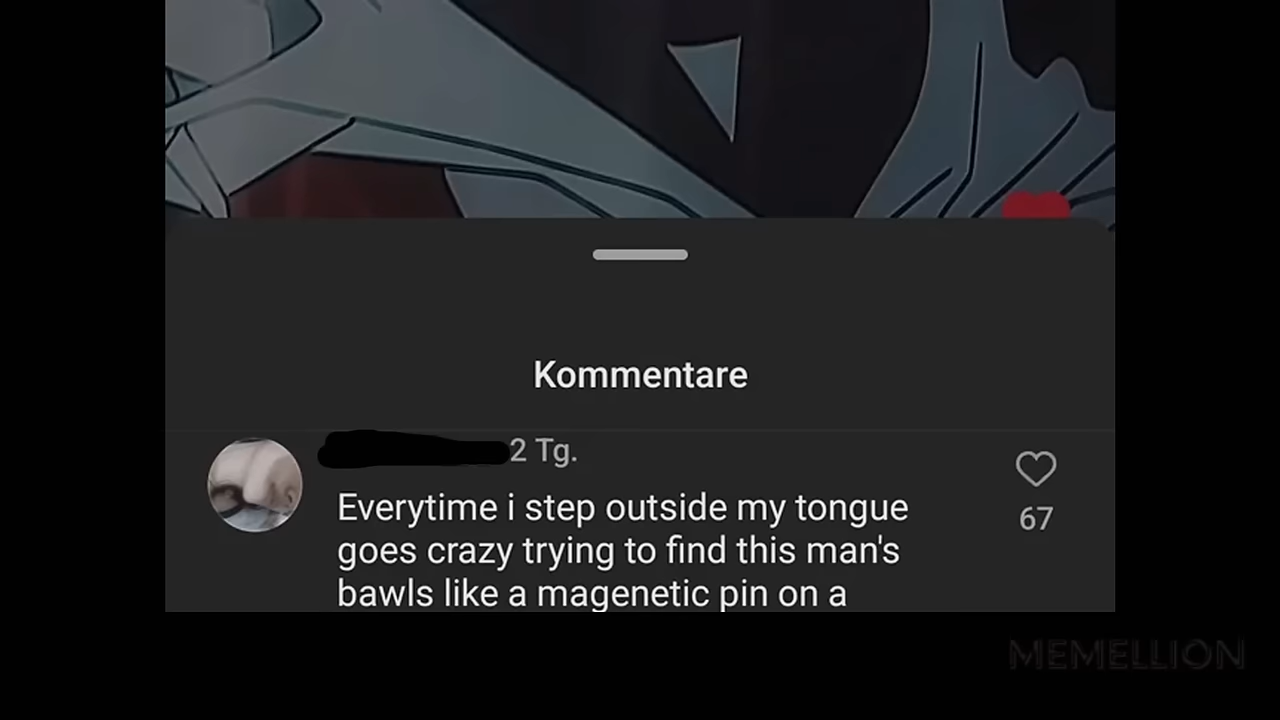 Kommentare
2 Tg.
Everytime i step outside my tongue
goes crazy trying to find this man's
bawls like a magenetic pin on a
67
MEMELLION